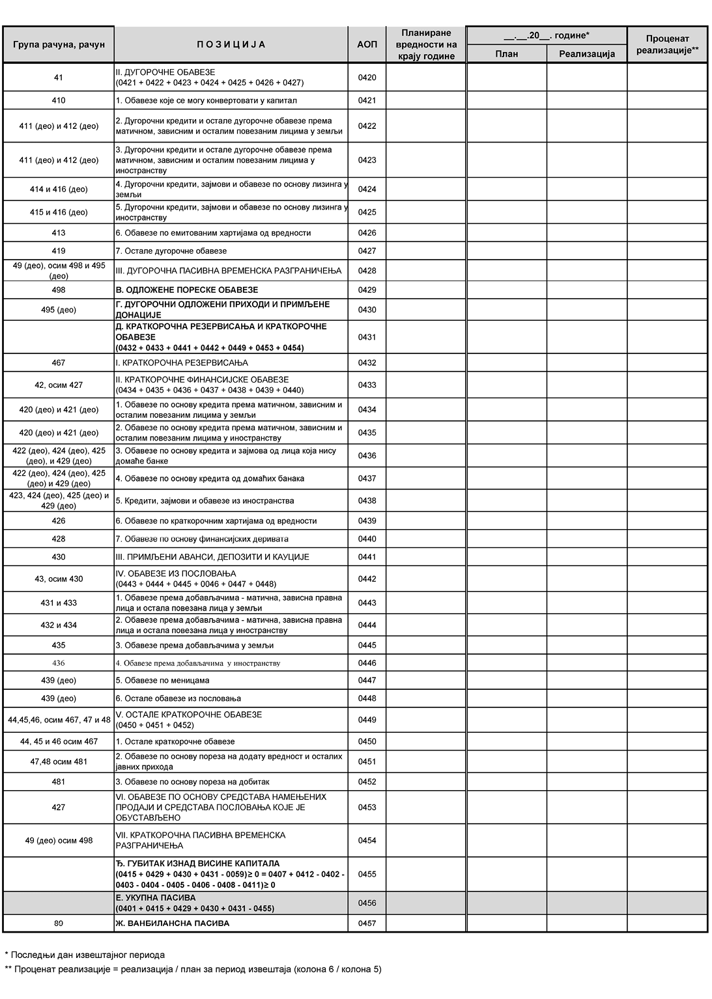 Група рачуна, рачун
П О З И Ц И Ј А
АОП
Планиране
вредности на
крају године
__.__.20__. године*
План
Реализација
Проценат
реализације**
41
II. ДУГОРОЧНЕ ОБАВЕЗЕ
(0421 + 0422 + 0423 + 0424 + 0425 + 0426 + 0427)
0420
410
1. Обавезе које се могу конвертовати у капитал
0421
411 (део) и 412 (део)
2. Дугорочни кредити и остале дугорочне обавезе према
матичном, зависним и осталим повезаним лицима у земљи
0422
411 (део) и 412 (део)
3. Дугорочни кредити и остале дугорочне обавезе према
матичном, зависним и осталим повезаним лицима у
иностранству
0423
414 и 416 (део)
4. Дугорочни кредити, зајмови и обавезе по основу лизинга у
земљи
0424
415 и 416 (део)
5. Дугорочни кредити, зајмови и обавезе по основу лизинга у
иностранству
0425
413
6. Обавезе по емитованим хартијама од вредности
0426
419
7. Остале дугорочне обавезе
0427
49 (део), осим 498 и 495
(део)
III. ДУГОРОЧНА ПАСИВНА ВРЕМЕНСКА РАЗГРАНИЧЕЊА
0428
498
В. ОДЛОЖЕНЕ ПОРЕСКЕ ОБАВЕЗЕ
0429
495 (део)
Г. ДУГОРОЧНИ ОДЛОЖЕНИ ПРИХОДИ И ПРИМЉЕНЕ
ДОНАЦИЈЕ
0430
Д. КРАТКОРОЧНА РЕЗЕРВИСАЊА И КРАТКОРОЧНЕ
ОБАВЕЗЕ
(0432 + 0433 + 0441 + 0442 + 0449 + 0453 + 0454)
0431
467
I. КРАТКОРОЧНА РЕЗЕРВИСАЊА
0432
42, осим 427
II. КРАТКОРОЧНЕ ФИНАНСИЈСКЕ ОБАВЕЗЕ
(0434 + 0435 + 0436 + 0437 + 0438 + 0439 + 0440)
0433
420 (део) и 421 (део)
1. Обавезе по основу кредита према матичном, зависним и
осталим повезаним лицима у земљи
0434
420 (део) и 421 (део)
2. Обавезе по основу кредита према матичном, зависним и
осталим повезаним лицима у иностранству
0435
422 (део), 424 (део), 425
(део), и 429 (део)
3. Обавезе по основу кредита и зајмова од лица која нису
домаће банке
0436
422 (део), 424 (део), 425
(део) и 429 (део)
4. Обавезе по основу кредита од домаћих банака
0437
423, 424 (део), 425 (део) и
429 (део)
5. Кредити, зајмови и обавезе из иностранства
0438
426
6. Обавезе по краткорочним хартијама од вредности
0439
428
7. Обавезе по основу финансијских деривата
0440
430
III. ПРИМЉЕНИ АВАНСИ, ДЕПОЗИТИ И КАУЦИЈЕ
0441
43, осим 430
IV. ОБАВЕЗЕ ИЗ ПОСЛОВАЊА
(0443 + 0444 + 0445 + 0046 + 0447 + 0448)
0442
431 и 433
1. Обавезе према добављачима - матична, зависна правна
лица и остала повезана лица у земљи
0443
432 и 434
2. Обавезе према добављачима - матична, зависна правна
лица и остала повезана лица у иностранству
0444
435
3. Обавезе према добављачима у земљи
0445
436
4. Обавезе према добављачима  у иностранству
0446
439 (део)
5. Обавезе по меницама
0447
439 (део)
6. Остале обавезе из пословања
0448
44,45,46, осим 467, 47 и 48
V. ОСТАЛЕ КРАТКОРОЧНЕ ОБАВЕЗЕ
(0450 + 0451 + 0452)
0449
44, 45 и 46 осим 467
1. Остале краткорочне обавезе
0450
47,48 осим 481
2. Обавезе по основу пореза на додату вредност и осталих
јавних прихода
0451
481
3. Обавезе по основу пореза на добитак
0452
427
VI. ОБАВЕЗЕ ПО ОСНОВУ СРЕДСТАВА НАМЕЊЕНИХ
ПРОДАЈИ И СРЕДСТАВА ПОСЛОВАЊА КОЈЕ ЈЕ
ОБУСТАВЉЕНО
0453
49 (део) осим 498
VII. КРАТКОРОЧНА ПАСИВНА ВРЕМЕНСКА
РАЗГРАНИЧЕЊА
0454
Ђ. ГУБИТАК ИЗНАД ВИСИНЕ КАПИТАЛА
(0415 + 0429 + 0430 + 0431 - 0059)≥ 0 = 0407 + 0412 - 0402 -
0403 - 0404 - 0405 - 0406 - 0408 - 0411)≥ 0
0455
Е. УКУПНА ПАСИВА
(0401 + 0415 + 0429 + 0430 + 0431 - 0455)
0456
89
Ж. ВАНБИЛАНСНА ПАСИВА
0457
* Последњи дан извештајног периода
** Проценат реализације = реализација / план за период извештаја (колона 6 / колона 5)